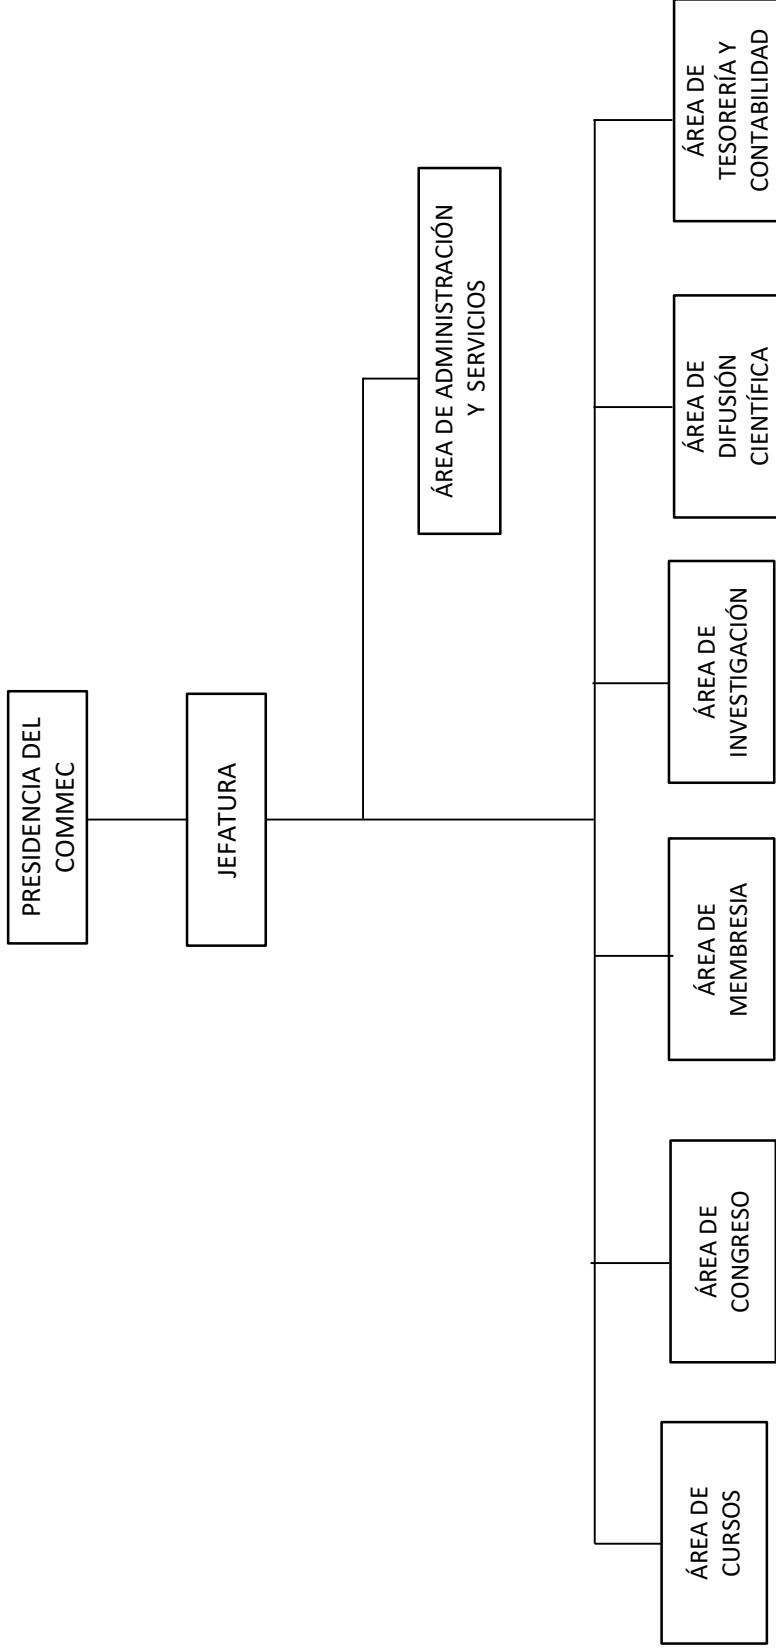 PRESIDENCIA DEL
COMMEC
JEFATURA
ÁREA DE ADMINISTRACIÓN
Y SERVICIOS
ÁREA DE
CURSOS
ÁREA DE
CONGRESO
ÁREA DE
MEMBRESIA
ÁREA DE
INVESTIGACIÓN
ÁREA DE
DIFUSIÓN
CIENTÍFICA
ÁREA DE
TESORERÍA Y
CONTABILIDAD